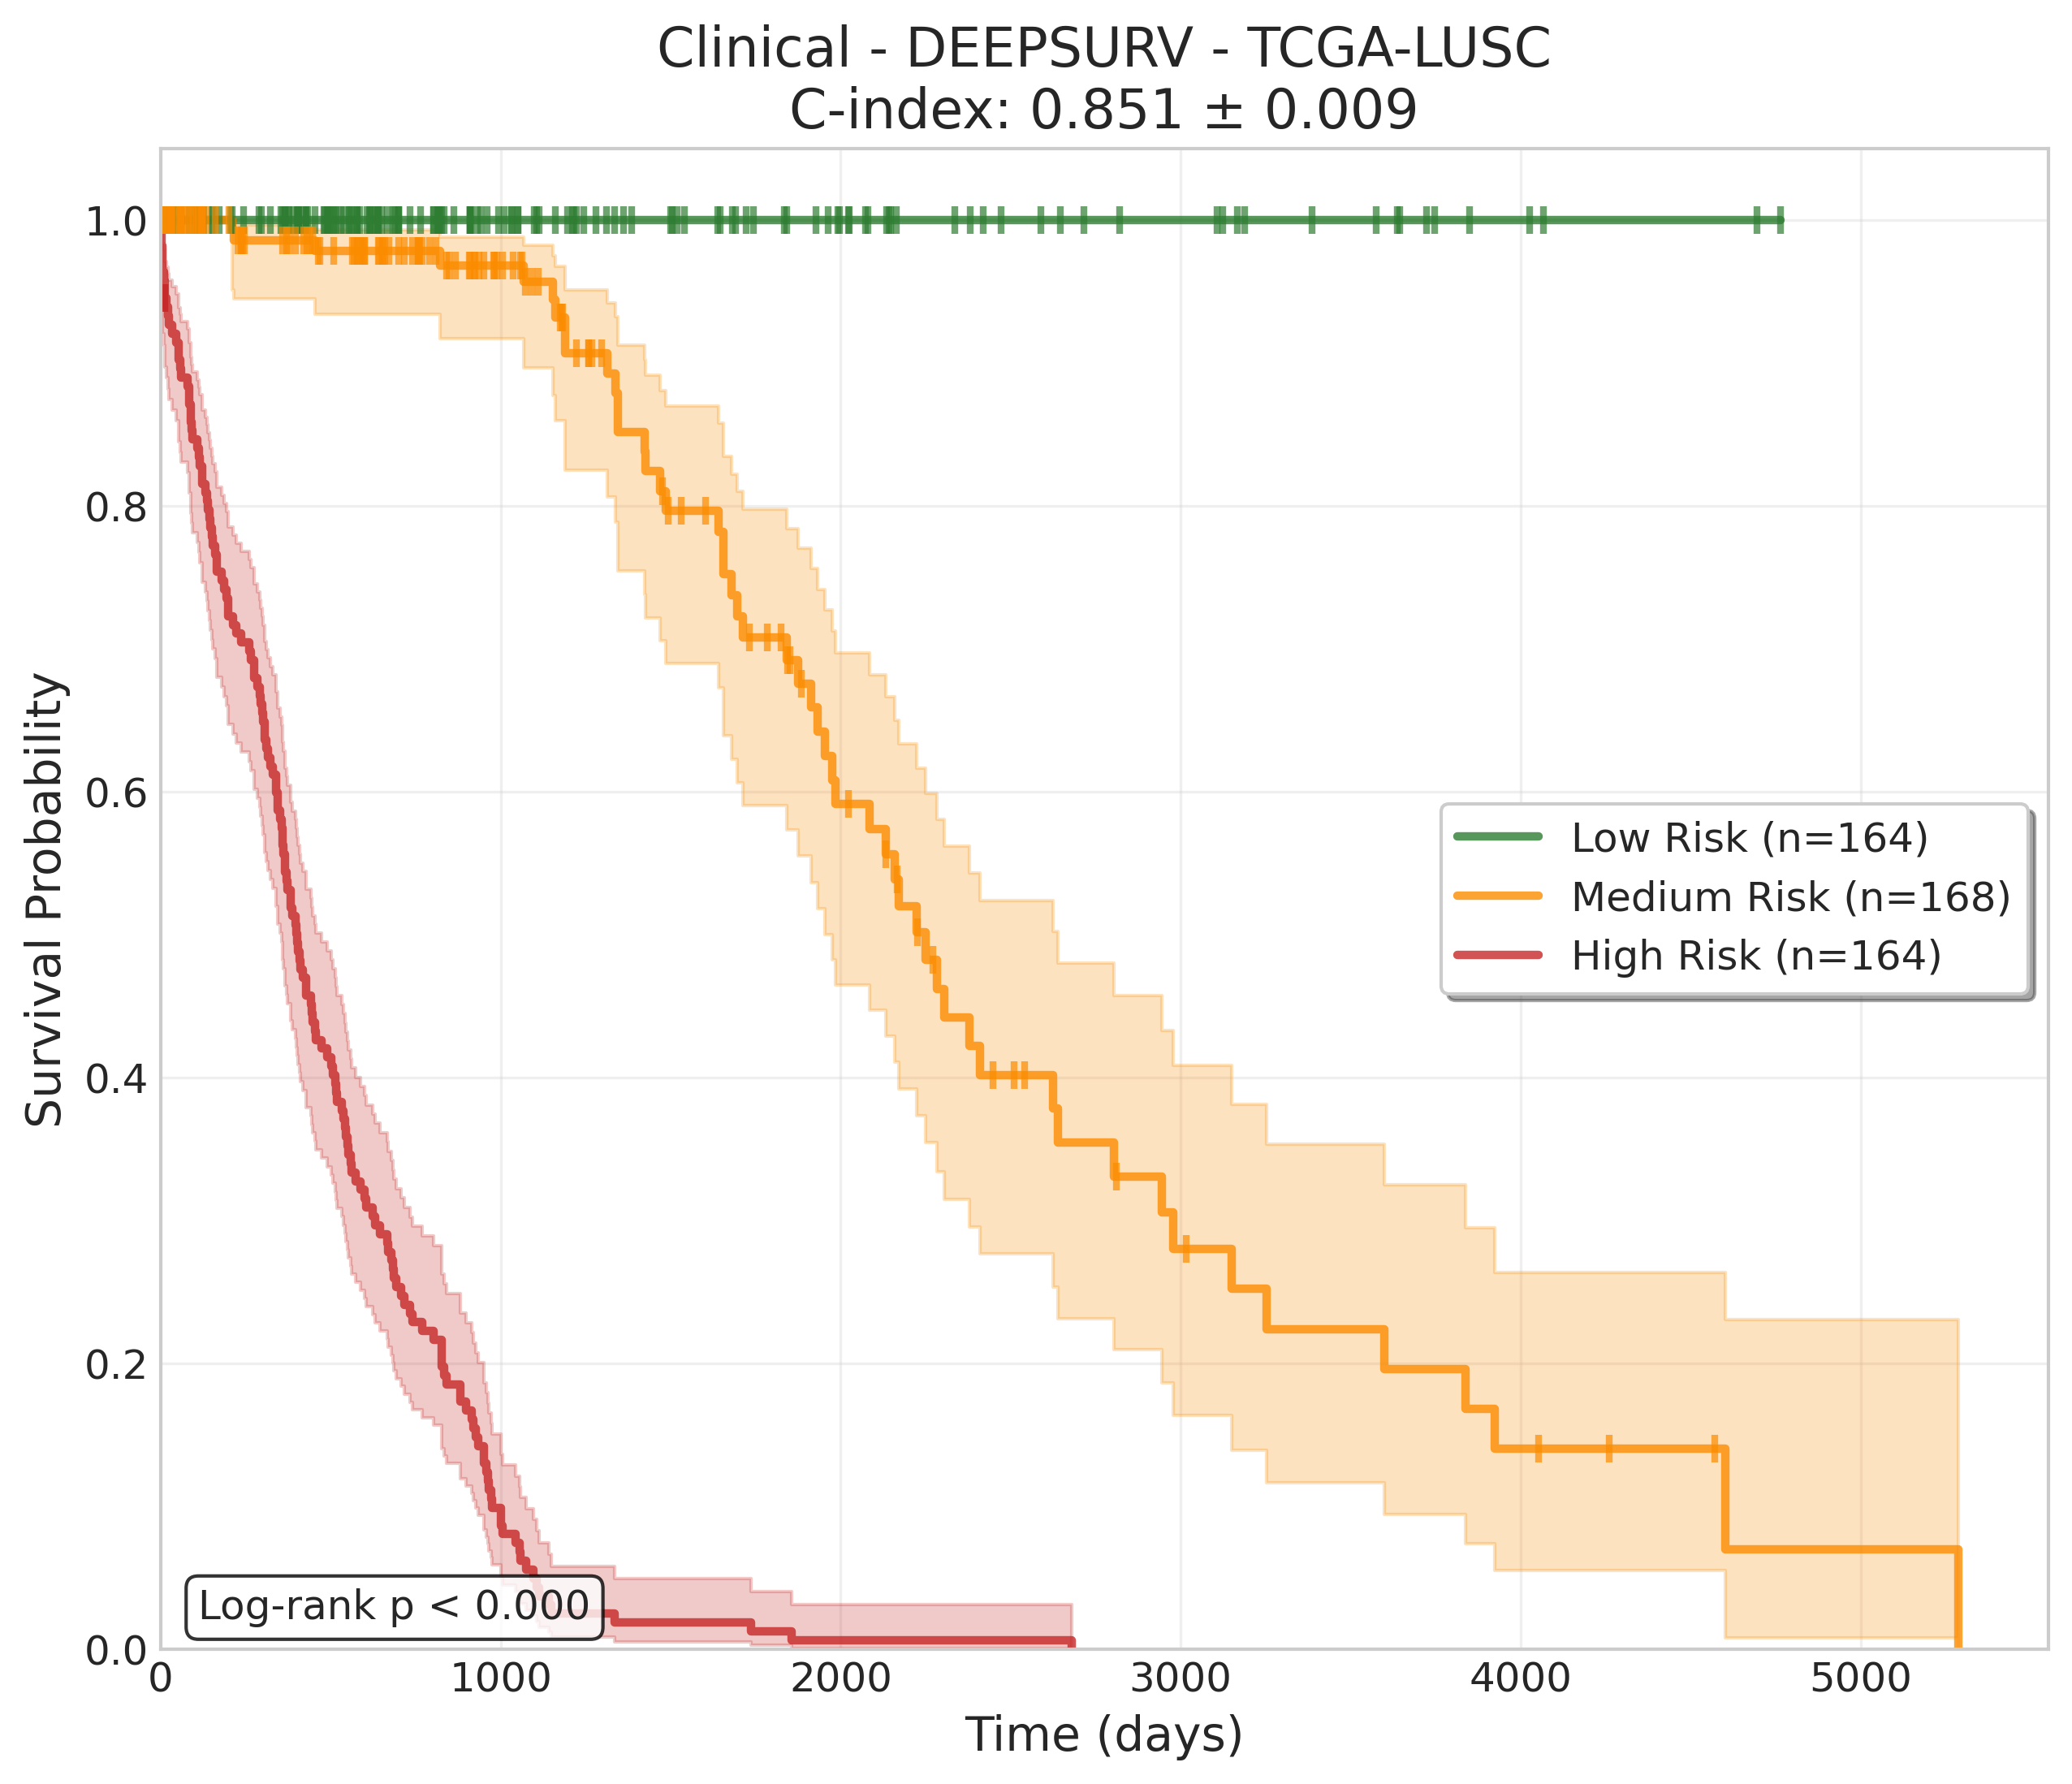 Clinical - DEEPSURV - TCGA-LUSC
C-index: 0.851 ± 0.009
Survival Probability
1.0
0.8
0.6
0.4
0.2
0.0
Low Risk (n=164)
Medium Risk (n=168)
High Risk (n=164)
Log-rank p < 0.000
0 1000 2000 3000 4000 5000
Time (days)